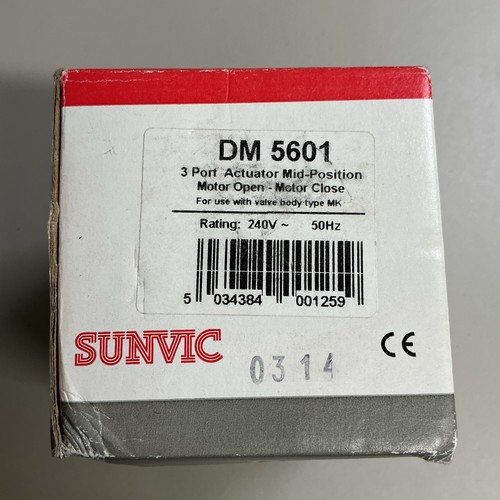 DM 5601
3 Port Actuator Mid-Position
Motor Open - Motor Close
For use with valve body type MK
Rating: 240V ~ 50Hz
5 034384 001259
SUNVIC
CE
0314